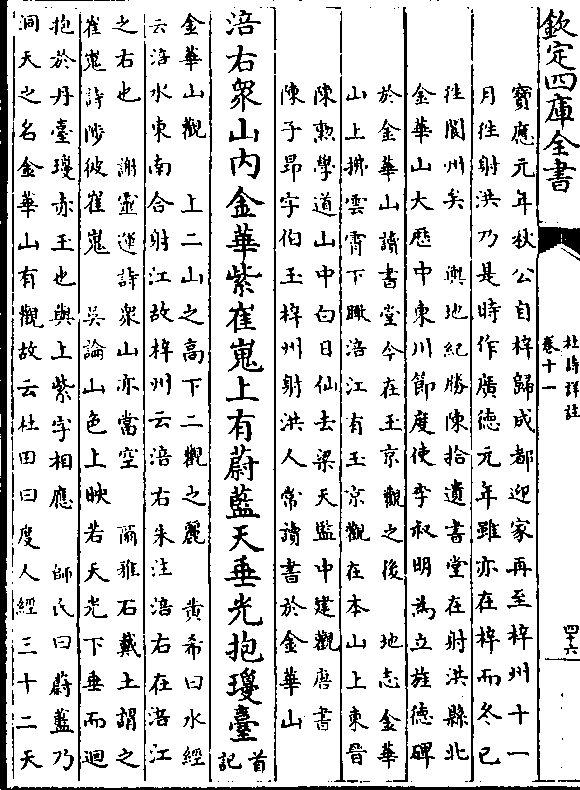 欽定四庫全書
杜詩詳註
卷十一
四十六
寶應元年秋公自梓歸成都迎家再至梓州十一
月往射洪乃是時作廣德元年雖亦在梓而冬已
往閬州矣 輿地紀勝陳拾遺書堂在射洪縣北
金華山大歷中東川節度使李叔明為立旌德碑
於金華山讀書堂今在玉京觀之後 地志金華
山上拂雲霄下瞰涪江有玉京觀在本山上東晉
陳勲學道山中白日仙去梁天監中建觀唐書
陳子昂字伯玉梓州射洪人常讀書於金華山
涪右衆山内金華紫崔嵬上有蔚藍天垂光抱瓊臺首記
金華山觀 上二山之高下二觀之麗 黄希曰水經
云涪水東南合射江故梓州云涪右朱注涪右在涪江
之右也 謝靈運詩衆山亦當空 爾雅石戴土謂之
崔嵬詩陟彼崔嵬 吳論山色上映若天光下垂而迴
抱於丹臺瓊赤玉也與上紫字相應 師氏曰蔚藍乃
洞天之名金華山有觀故云杜田曰度人經三十二天